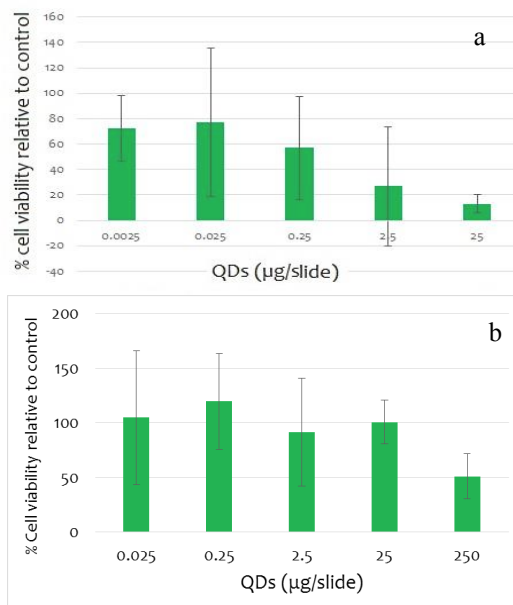 a
% cell viability relative to control
160
140
120
100
80
60
40
20
0
-20
-40
0.0025 0.025 0.25 2.5 25
QDs (µg/slide)
b
% Cell viability relative to control
200
150
100
50
0
0.025 0.25 2.5 25 250
QDs (µg/slide)